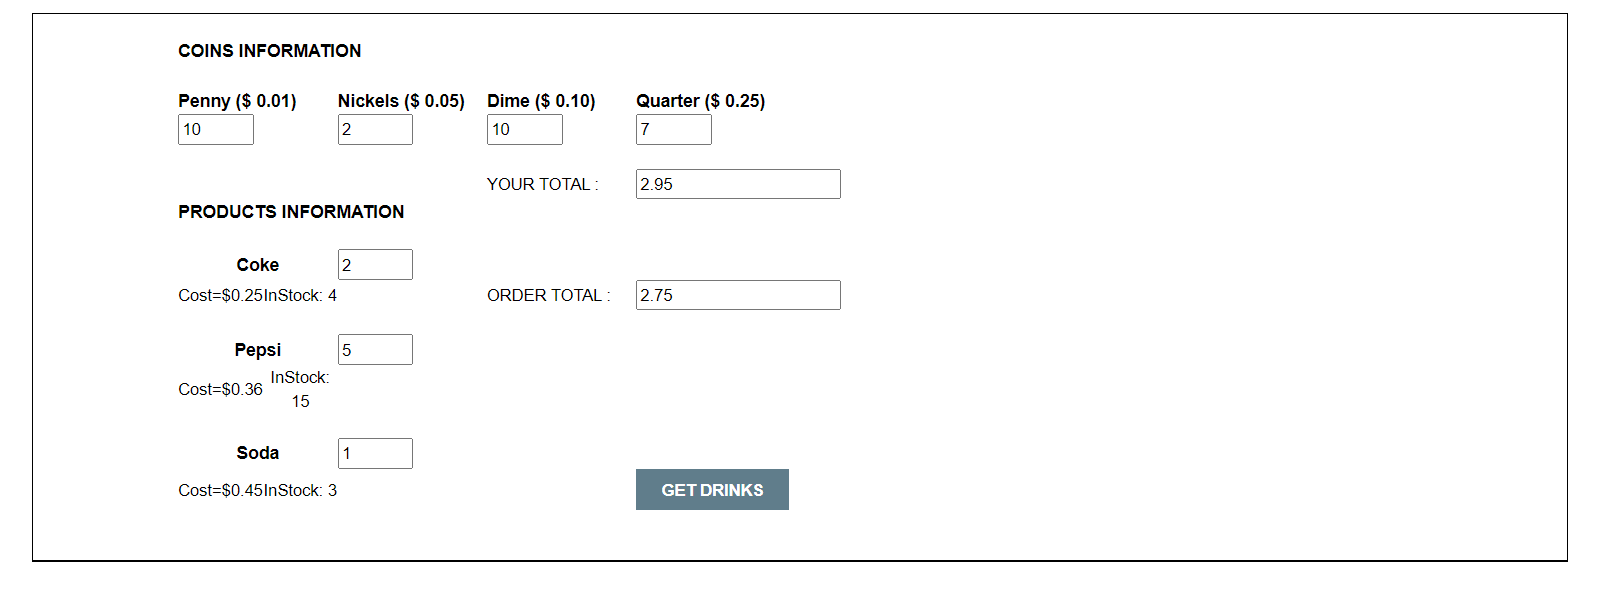 COINS INFORMATION
Penny ($ 0.01) Nickels ($ 0.05) Dime ($ 0.10) Quarter ($ 0.25)
10 2 10 7
YOUR TOTAL : 2.95
PRODUCTS INFORMATION
Coke 2
Cost=$0.25InStock: 4 ORDER TOTAL : 2.75
Pepsi 5
Cost=$0.36 InStock:
15
Soda 1
Cost=$0.45InStock: 3 GET DRINKS